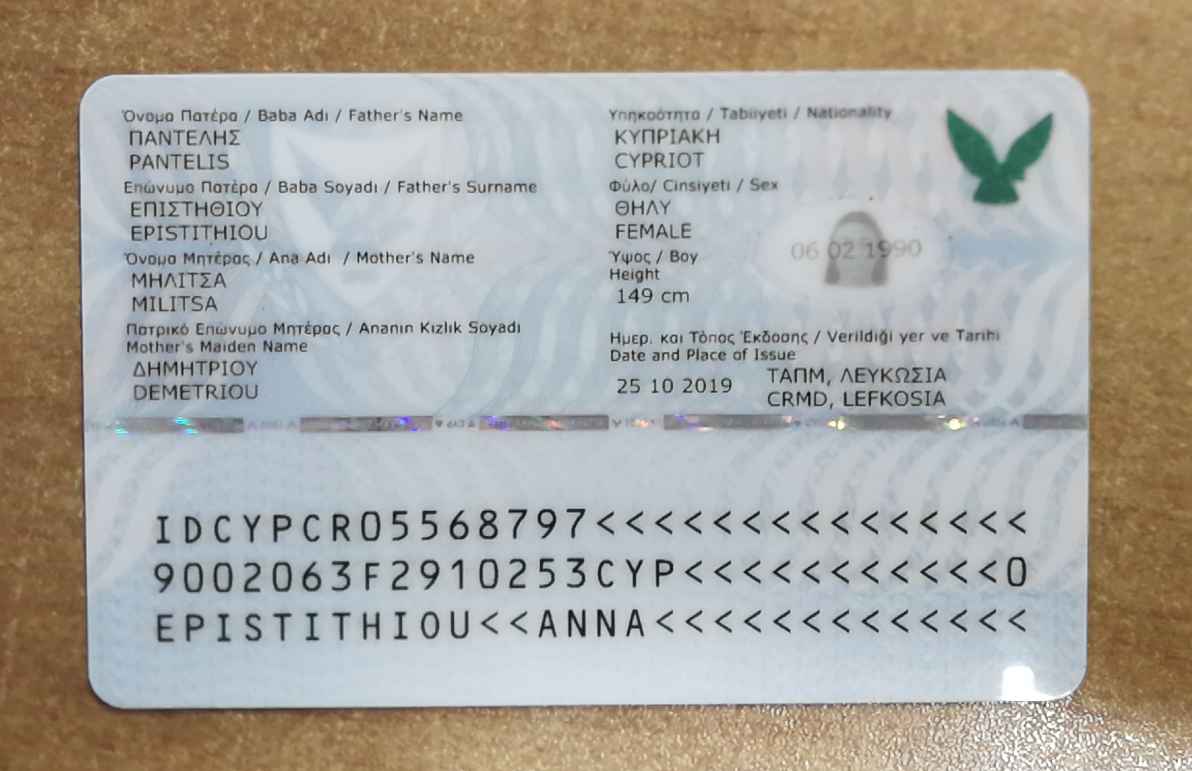 Όνομα Πατέρα / Baba Adı / Father's Name
ΠΑΝΤΕΛΗΣ
PANTELIS
Επώνυμο Πατέρα / Baba Soyadı / Father's Surname
ΕΠΙΣΤΗΘΙΟΥ
EPISTITHIOU
Όνομα Μητέρας / Ana Adı / Mother's Name
ΜΗΛΙΤΣΑ
MILITSA
Πατρικό Επώνυμο Μητέρας / Ananın Kızlık Soyadı
Mother's Maiden Name
ΔΗΜΗΤΡΙΟΥ
DEMETRIOU
Υπηκοότητα / Tabiiyeti / Nationality
ΚΥΠΡΙΑΚΗ
CYPRIOT
Φύλο/ Cinsiyeti / Sex
ΘΗΛΥ
FEMALE
06 02 1990
Ύψος / Boy
Height
149 cm
Ημερ. και Τόπος Έκδοσης / Verildiği yer ve Tarihi
Date and Place of Issue
25 10 2019
ΤΑΠΜ, ΛΕΥΚΩΣΙΑ
CRMD, LEFKOSIA
IDCYPCR05568797<<<<<<<<<<<<<<<
9002063F2910253CYP<<<<<<<<<<<0
EPISTITHIOU<<ANNA<<<<<<<<<<<<<